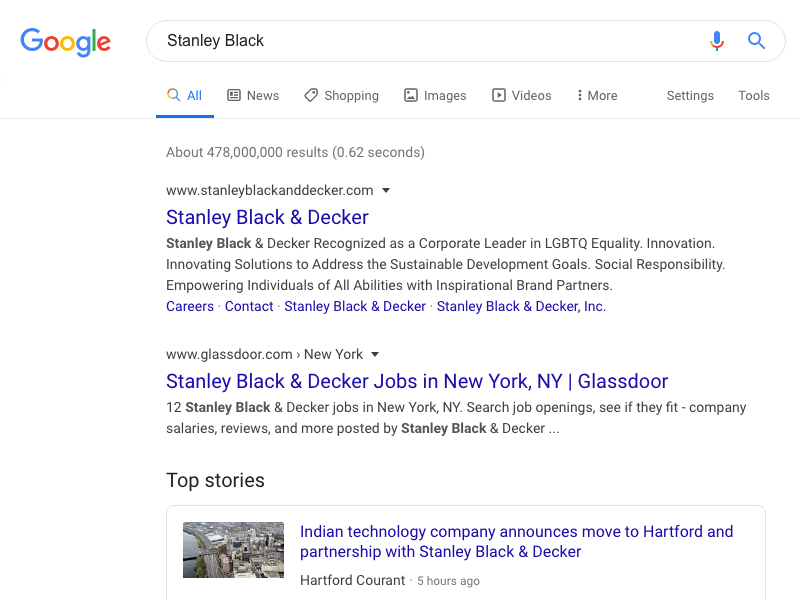 Google
Stanley Black
All News Shopping Images Videos More Settings Tools
About 478,000,000 results (0.62 seconds)
www.stanleyblackanddecker.com
Stanley Black & Decker
Stanley Black & Decker Recognized as a Corporate Leader in LGBTQ Equality. Innovation.
Innovating Solutions to Address the Sustainable Development Goals. Social Responsibility.
Empowering Individuals of All Abilities with Inspirational Brand Partners.
Careers · Contact · Stanley Black & Decker · Stanley Black & Decker, Inc.
www.glassdoor.com › New York
Stanley Black & Decker Jobs in New York, NY | Glassdoor
12 Stanley Black & Decker jobs in New York, NY. Search job openings, see if they fit - company
salaries, reviews, and more posted by Stanley Black & Decker ...
Top stories
Indian technology company announces move to Hartford and
partnership with Stanley Black & Decker
Hartford Courant · 5 hours ago